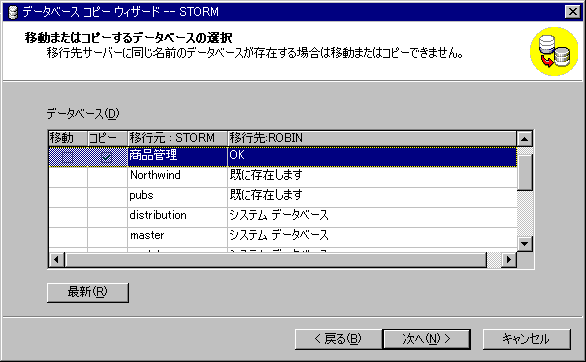 データベース コピー ウィザード -- STORM
移動またはコピーするデータベースの選択
移行先サーバーに同じ名前のデータベースが存在する場合は移動またはコピーできません。
データベース(D)
移動 コピー 移行元 : STORM 移行先:ROBIN
商品管理 OK
Northwind 既に存在します
pubs 既に存在します
distribution システム データベース
master システム データベース
最新(R)
< 戻る(B) 次へ(N) > キャンセル